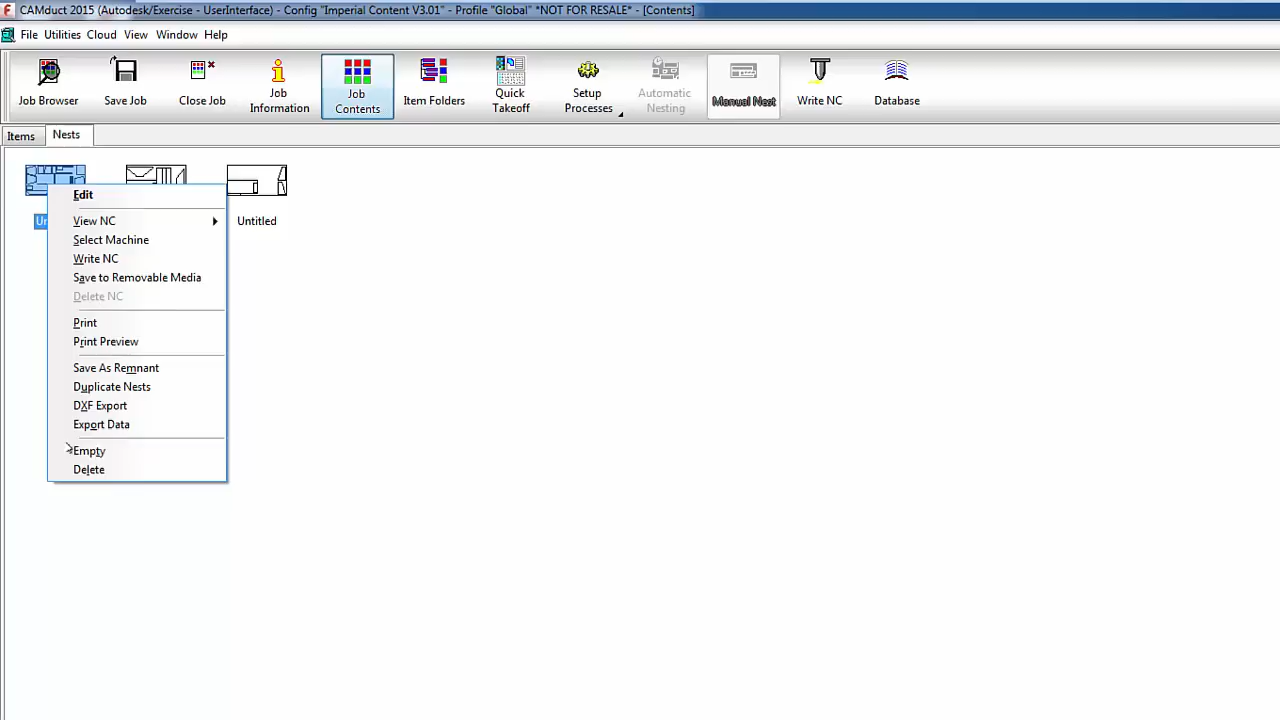 CAMduct 2015 (Autodesk/Exercise - UserInterface) - Config "Imperial Content V3.01" - Profile "Global" *NOT FOR RESALE* - [Contents]
File Utilities Cloud View Window Help
Job Browser
Save Job
Close Job
Job
Information
Job
Contents
Item Folders
Quick
Takeoff
Setup
Processes
Automatic
Nesting
Manual Nest
Write NC
Database
Items Nests
Untitled
Edit
View NC
Select Machine
Write NC
Save to Removable Media
Delete NC
Print
Print Preview
Save As Remnant
Duplicate Nests
DXF Export
Export Data
Empty
Delete